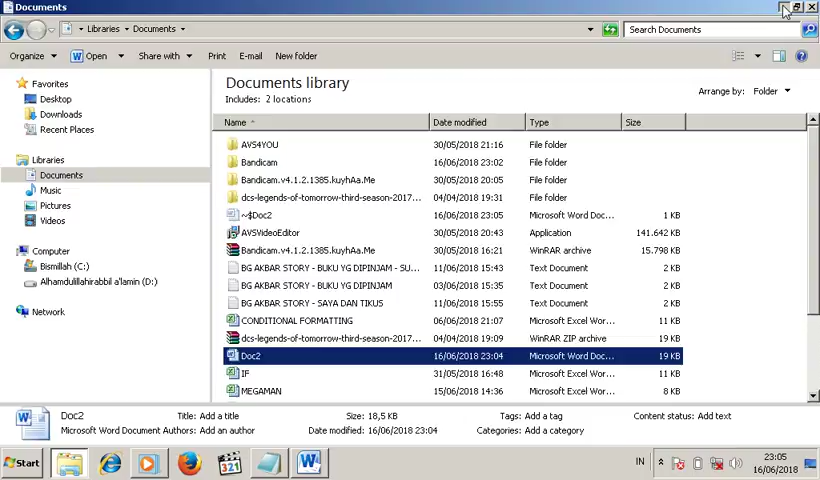 Documents
Libraries Documents
Search Documents
Organize Open Share with Print E-mail New folder
Documents library
Includes: 2 locations
Arrange by: Folder
Favorites
Desktop
Downloads
Recent Places
Libraries
Documents
Music
Pictures
Videos
Computer
Bismillah (C:)
Alhamdulillahirabbil a'lamin (D:)
Network
Name Date modified Type Size
AVS4YOU 30/05/2018 21:16 File folder
Bandicam 16/06/2018 23:02 File folder
Bandicam.v4.1.2.1385.kuyhAa.Me 30/05/2018 20:05 File folder
dcs-legends-of-tomorrow-third-season-2017... 04/04/2018 19:31 File folder
~$Doc2 16/06/2018 23:05 Microsoft Word Doc... 1 KB
AVSVideoEditor 30/05/2018 20:43 Application 141.642 KB
Bandicam.v4.1.2.1385.kuyhAa.Me 30/05/2018 16:21 WinRAR archive 15.798 KB
BG AKBAR STORY - BUKU YG DIPINJAM - SU... 11/06/2018 15:43 Text Document 2 KB
BG AKBAR STORY - BUKU YG DIPINJAM 03/06/2018 15:35 Text Document 2 KB
BG AKBAR STORY - SAYA DAN TIKUS 11/06/2018 15:55 Text Document 2 KB
CONDITIONAL FORMATTING 06/06/2018 21:07 Microsoft Excel Wor... 11 KB
dcs-legends-of-tomorrow-third-season-2017... 04/04/2018 19:09 WinRAR ZIP archive 19 KB
Doc2 16/06/2018 23:04 Microsoft Word Doc... 19 KB
IF 31/05/2018 16:48 Microsoft Excel Wor... 11 KB
MEGAMAN 15/06/2018 14:36 Microsoft Excel Wor... 8 KB
Doc2 Title: Add a title Size: 18,5 KB Tags: Add a tag Content status: Add text
Microsoft Word Document Authors: Add an author Date modified: 16/06/2018 23:04 Categories: Add a category
Start 321 IN 23:05
16/06/2018